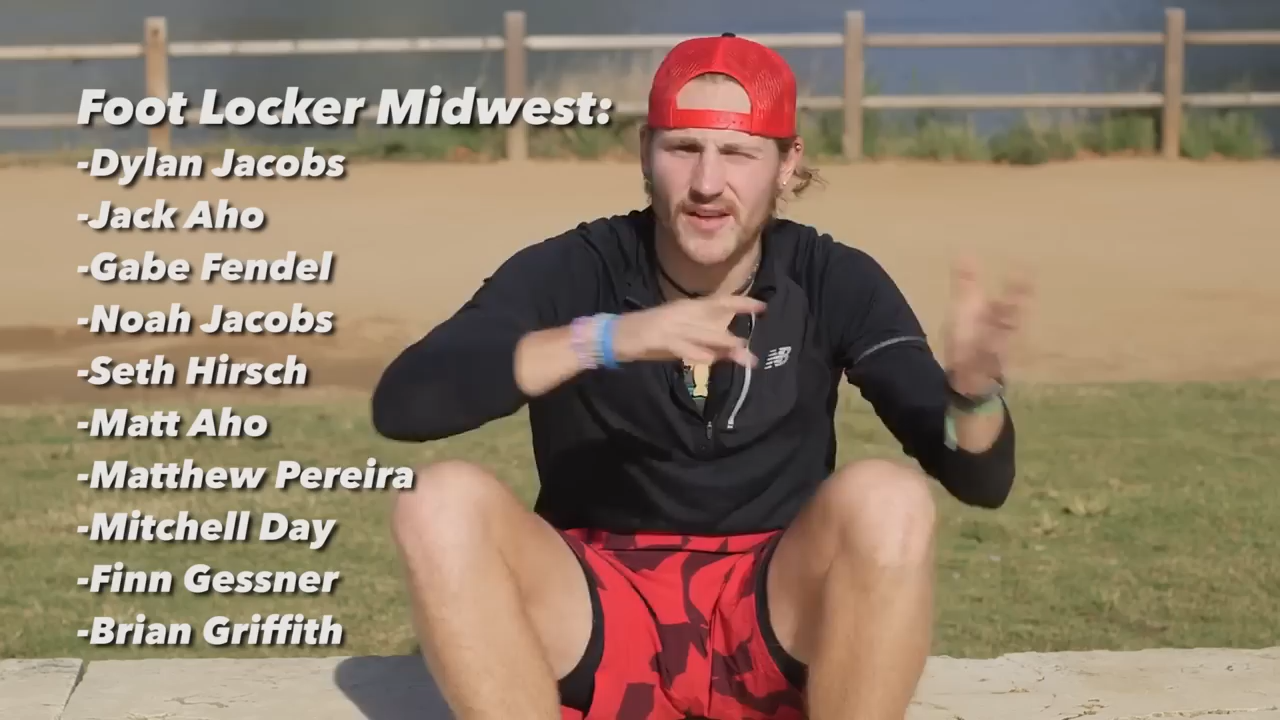 Foot Locker Midwest:
-Dylan Jacobs
-Jack Aho
-Gabe Fendel
-Noah Jacobs
-Seth Hirsch
-Matt Aho
-Matthew Pereira
-Mitchell Day
-Finn Gessner
-Brian Griffith
NB